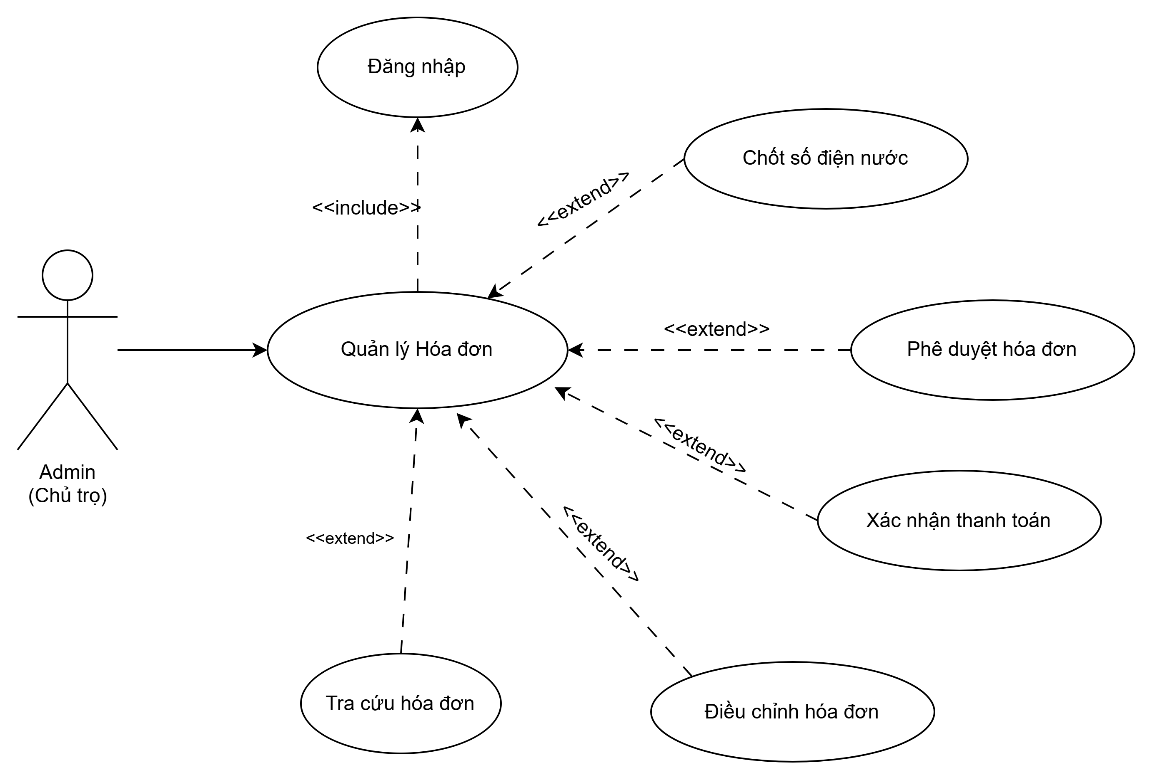 Đăng nhập
Chốt số điện nước
<<extend>>
<<include>>
<<extend>>
Quản lý Hóa đơn
Phê duyệt hóa đơn
<<extend>>
Admin
(Chủ trọ)
Xác nhận thanh toán
<<extend>>
<<extend>>
Tra cứu hóa đơn
Điều chỉnh hóa đơn